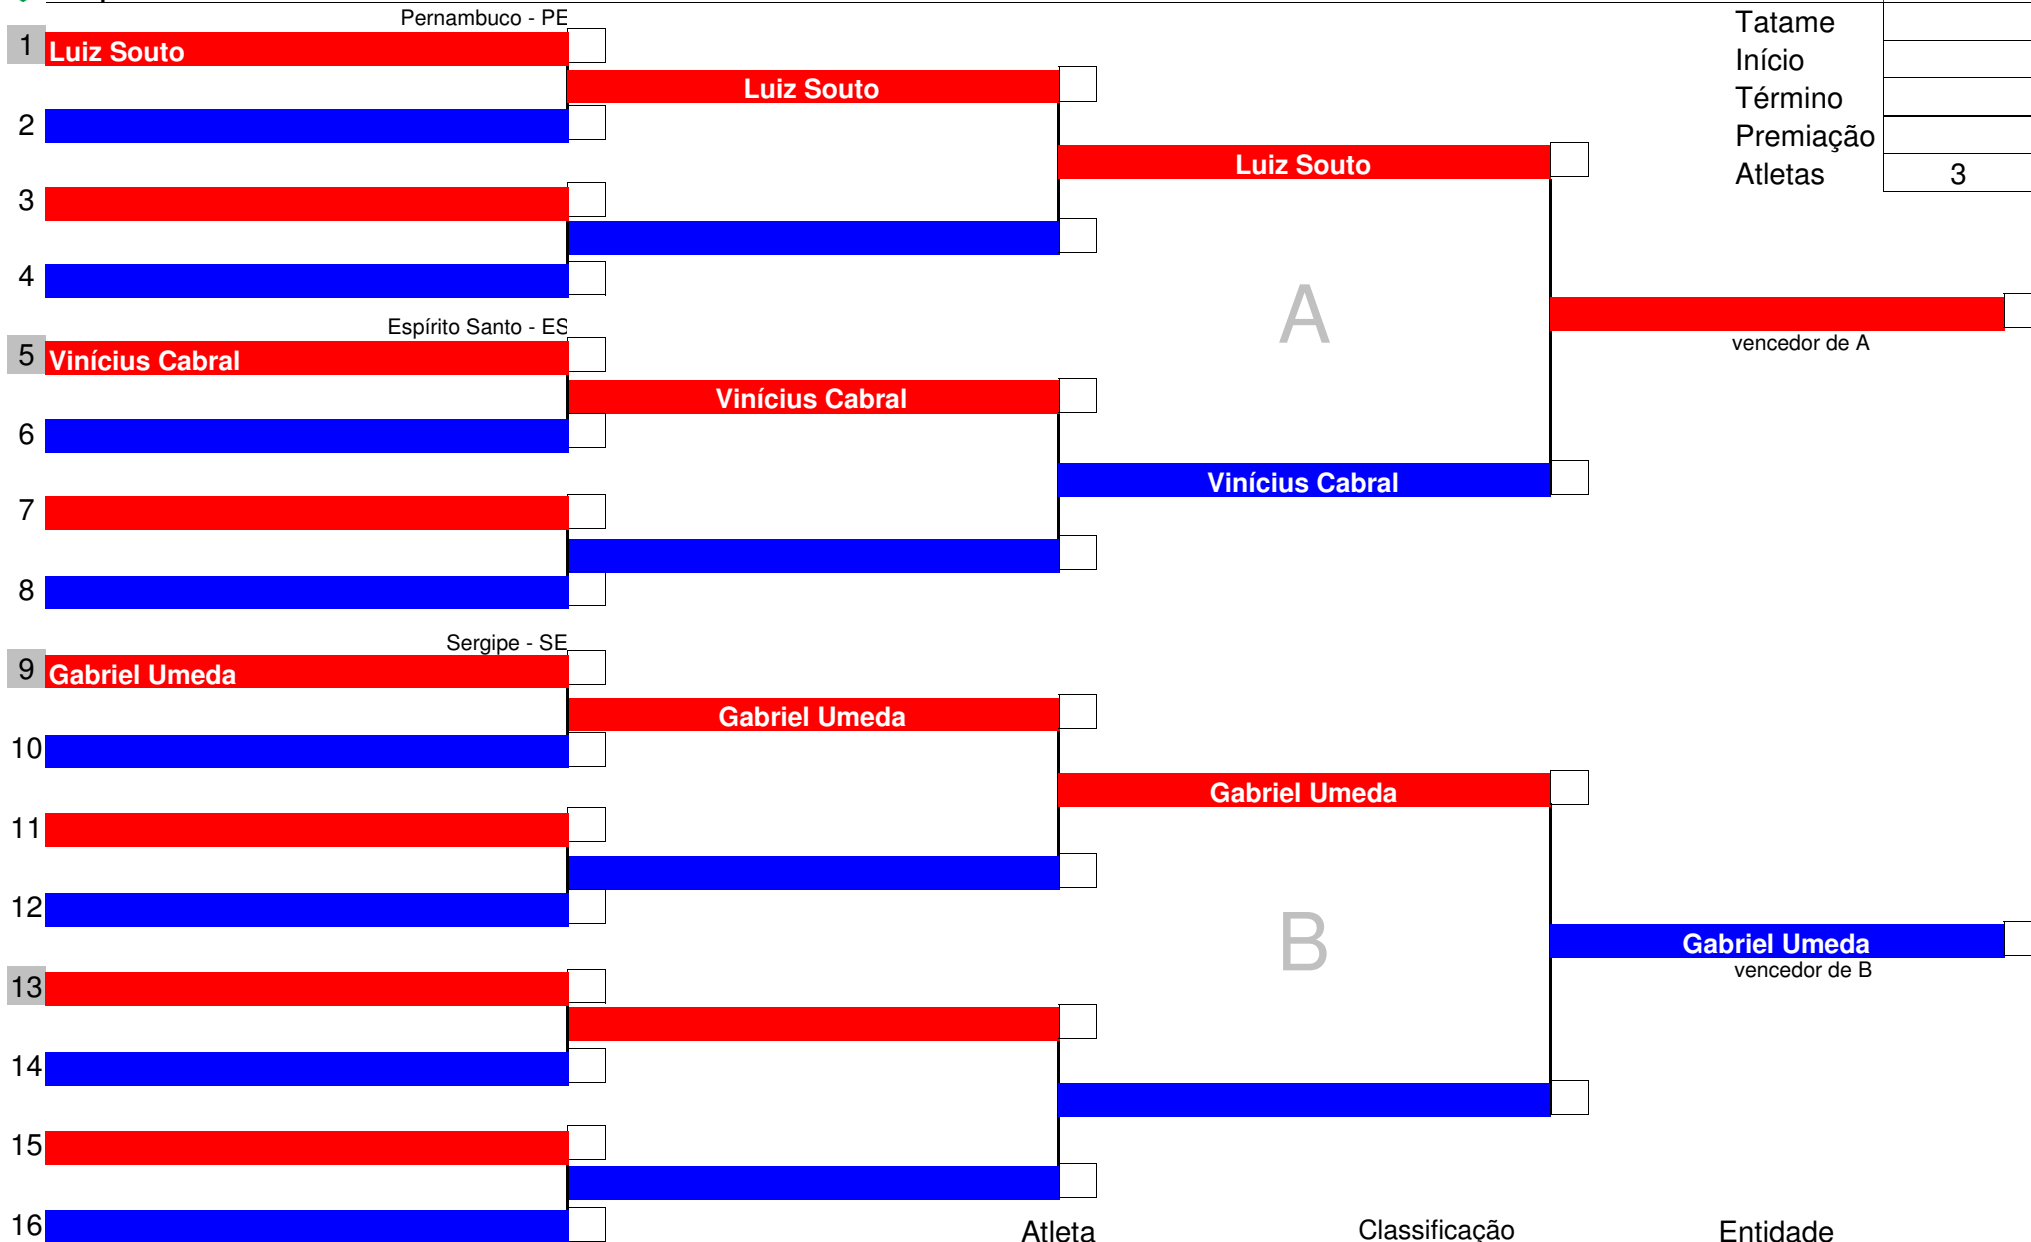 Pernambuco - PE
Tatame
1 Luiz Souto
Início
Luiz Souto
Término
2
Premiação
Luiz Souto
Atletas 3
3
4
A
Espírito Santo - ES
vencedor de A
5 Vinícius Cabral
Vinícius Cabral
6
Vinícius Cabral
7
8
Sergipe - SE
9 Gabriel Umeda
Gabriel Umeda
10
Gabriel Umeda
11
12
B
Gabriel Umeda
vencedor de B
13
14
15
16
Atleta Classificação Entidade